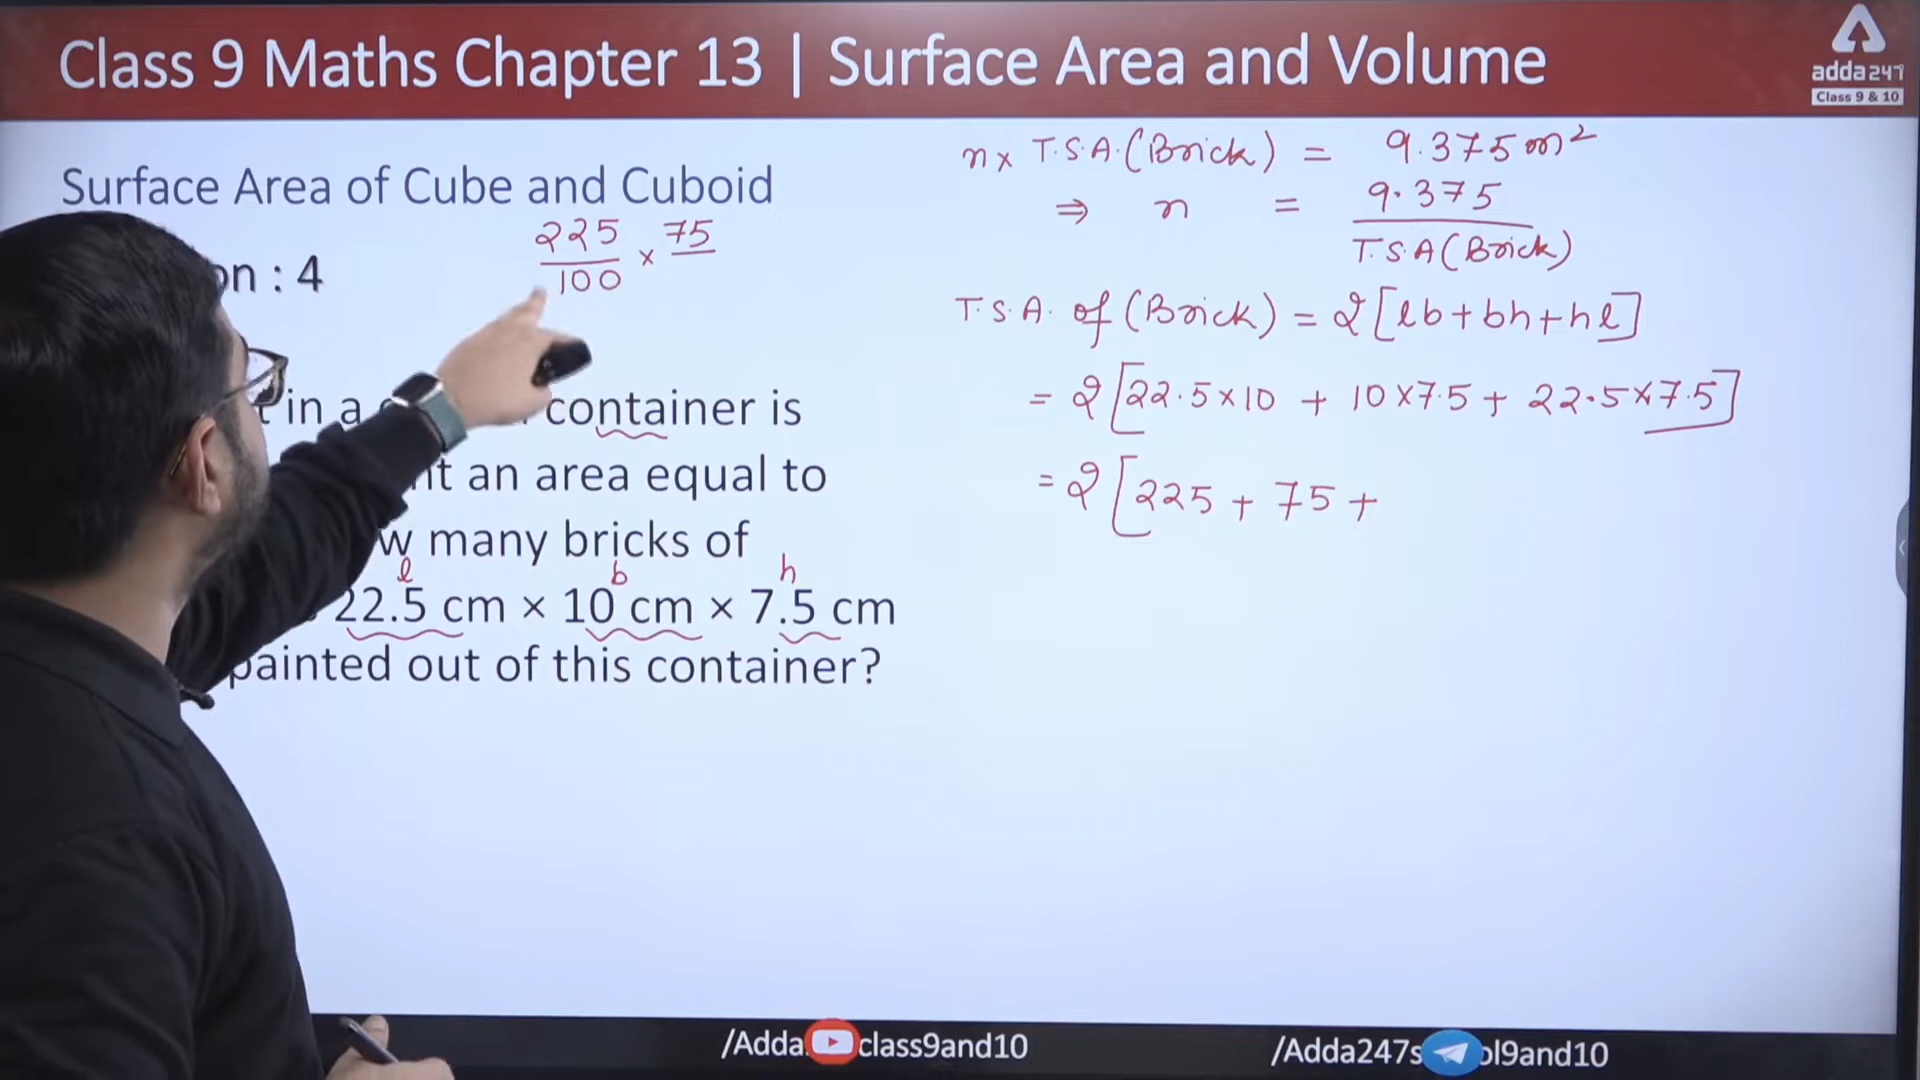 Class 9 Maths Chapter 13 | Surface Area and Volume
adda247
Class 9 & 10
Surface Area of Cube and Cuboid
: 4
225/100 × 75
in a container is
an area equal to
many bricks of
l b h
22.5 cm × 10 cm × 7.5 cm
painted out of this container?
n × T.S.A.(Brick) = 9.375 m²
⇒ n = 9.375 / T.S.A(Brick)
T.S.A. of (Brick) = 2[lb+bh+hl]
= 2[22.5×10 + 10×7.5 + 22.5×7.5]
= 2[225 + 75 +
/Adda class9and10
/Adda247s ol9and10